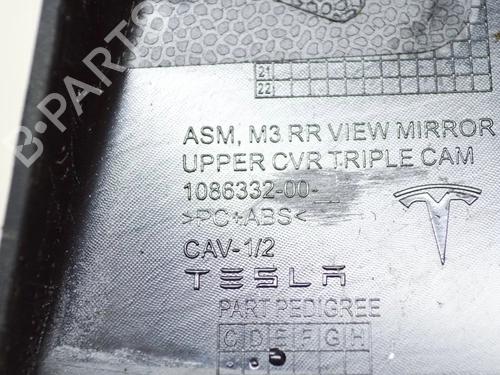 B-PARTS
21
22
ASM, M3 RR VIEW MIRROR
UPPER CVR TRIPLE CAM
1086332-00-
>PC+ABS<
CAV-1/2
TESLA
PART PEDIGREE
C D E F G H